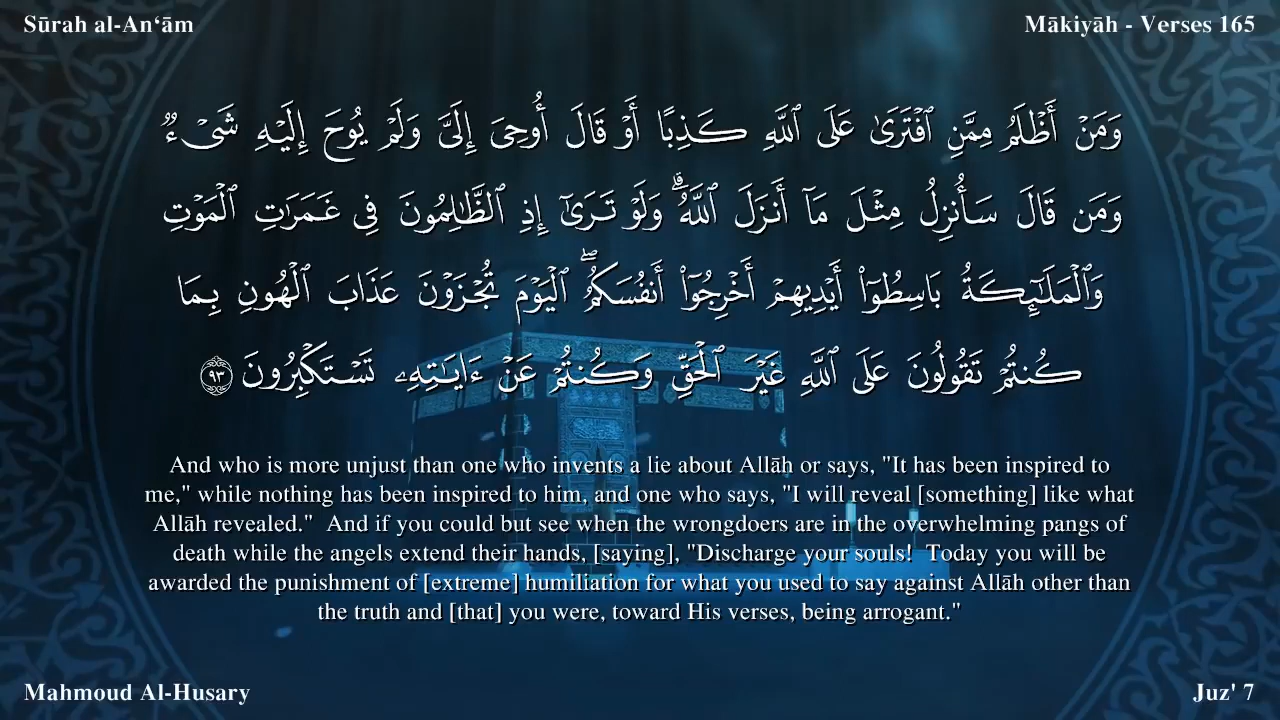 Sūrah al-An‘ām
Mākiyāh - Verses 165
وَمَنْ أَظْلَمُ مِمَّنِ ٱفْتَرَىٰ عَلَى ٱللَّهِ كَذِبًا أَوْ قَالَ أُوحِىَ إِلَىَّ وَلَمْ يُوحَ إِلَيْهِ شَىْءٌۭ
وَمَن قَالَ سَأُنزِلُ مِثْلَ مَآ أَنزَلَ ٱللَّهُ ۗ وَلَوْ تَرَىٰٓ إِذِ ٱلظَّـٰلِمُونَ فِى غَمَرَٰتِ ٱلْمَوْتِ
وَٱلْمَلَـٰٓئِكَةُ بَاسِطُوٓا۟ أَيْدِيهِمْ أَخْرِجُوٓا۟ أَنفُسَكُمُ ۖ ٱلْيَوْمَ تُجْزَوْنَ عَذَابَ ٱلْهُونِ بِمَا
كُنتُمْ تَقُولُونَ عَلَى ٱللَّهِ غَيْرَ ٱلْحَقِّ وَكُنتُمْ عَنْ ءَايَـٰتِهِۦ تَسْتَكْبِرُونَ ٩٣
And who is more unjust than one who invents a lie about Allāh or says, "It has been inspired to
me," while nothing has been inspired to him, and one who says, "I will reveal [something] like what
Allāh revealed."  And if you could but see when the wrongdoers are in the overwhelming pangs of
death while the angels extend their hands, [saying], "Discharge your souls!  Today you will be
awarded the punishment of [extreme] humiliation for what you used to say against Allāh other than
the truth and [that] you were, toward His verses, being arrogant."
Mahmoud Al-Husary
Juz' 7